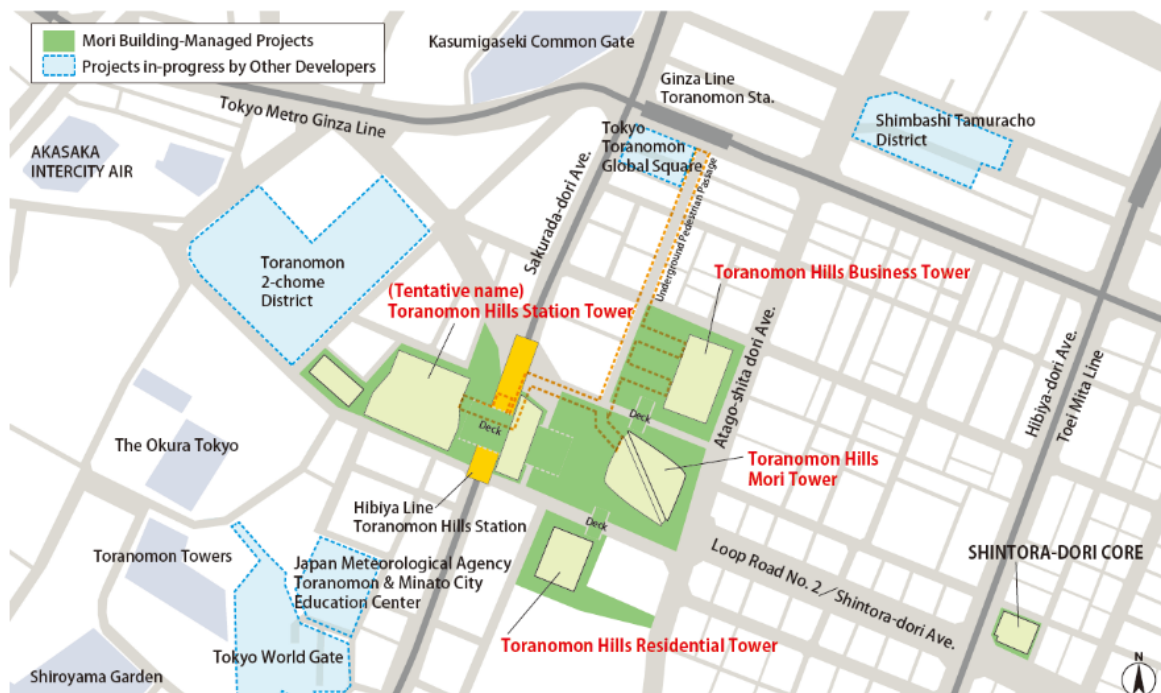 Mori Building-Managed Projects
Projects in-progress by Other Developers
Kasumigaseki Common Gate
Tokyo Metro Ginza Line
Ginza Line
Toranomon Sta.
AKASAKA
INTERCITY AIR
Tokyo
Toranomon
Global Square
Shimbashi Tamuracho
District
Sakurada-dori Ave.
Underground Pedestrian Passage
Toranomon
2-chome
District
(Tentative name)
Toranomon Hills Station Tower
Toranomon Hills Business Tower
Atago-shita dori Ave.
Hibiya-dori Ave.
Toei Mita Line
Deck
Deck
The Okura Tokyo
Toranomon Hills
Mori Tower
Hibiya Line
Toranomon Hills Station
Deck
Toranomon Towers
Japan Meteorological Agency
Toranomon & Minato City
Education Center
Loop Road No. 2／Shintora-dori Ave.
SHINTORA-DORI CORE
Toranomon Hills Residential Tower
Tokyo World Gate
Shiroyama Garden
N